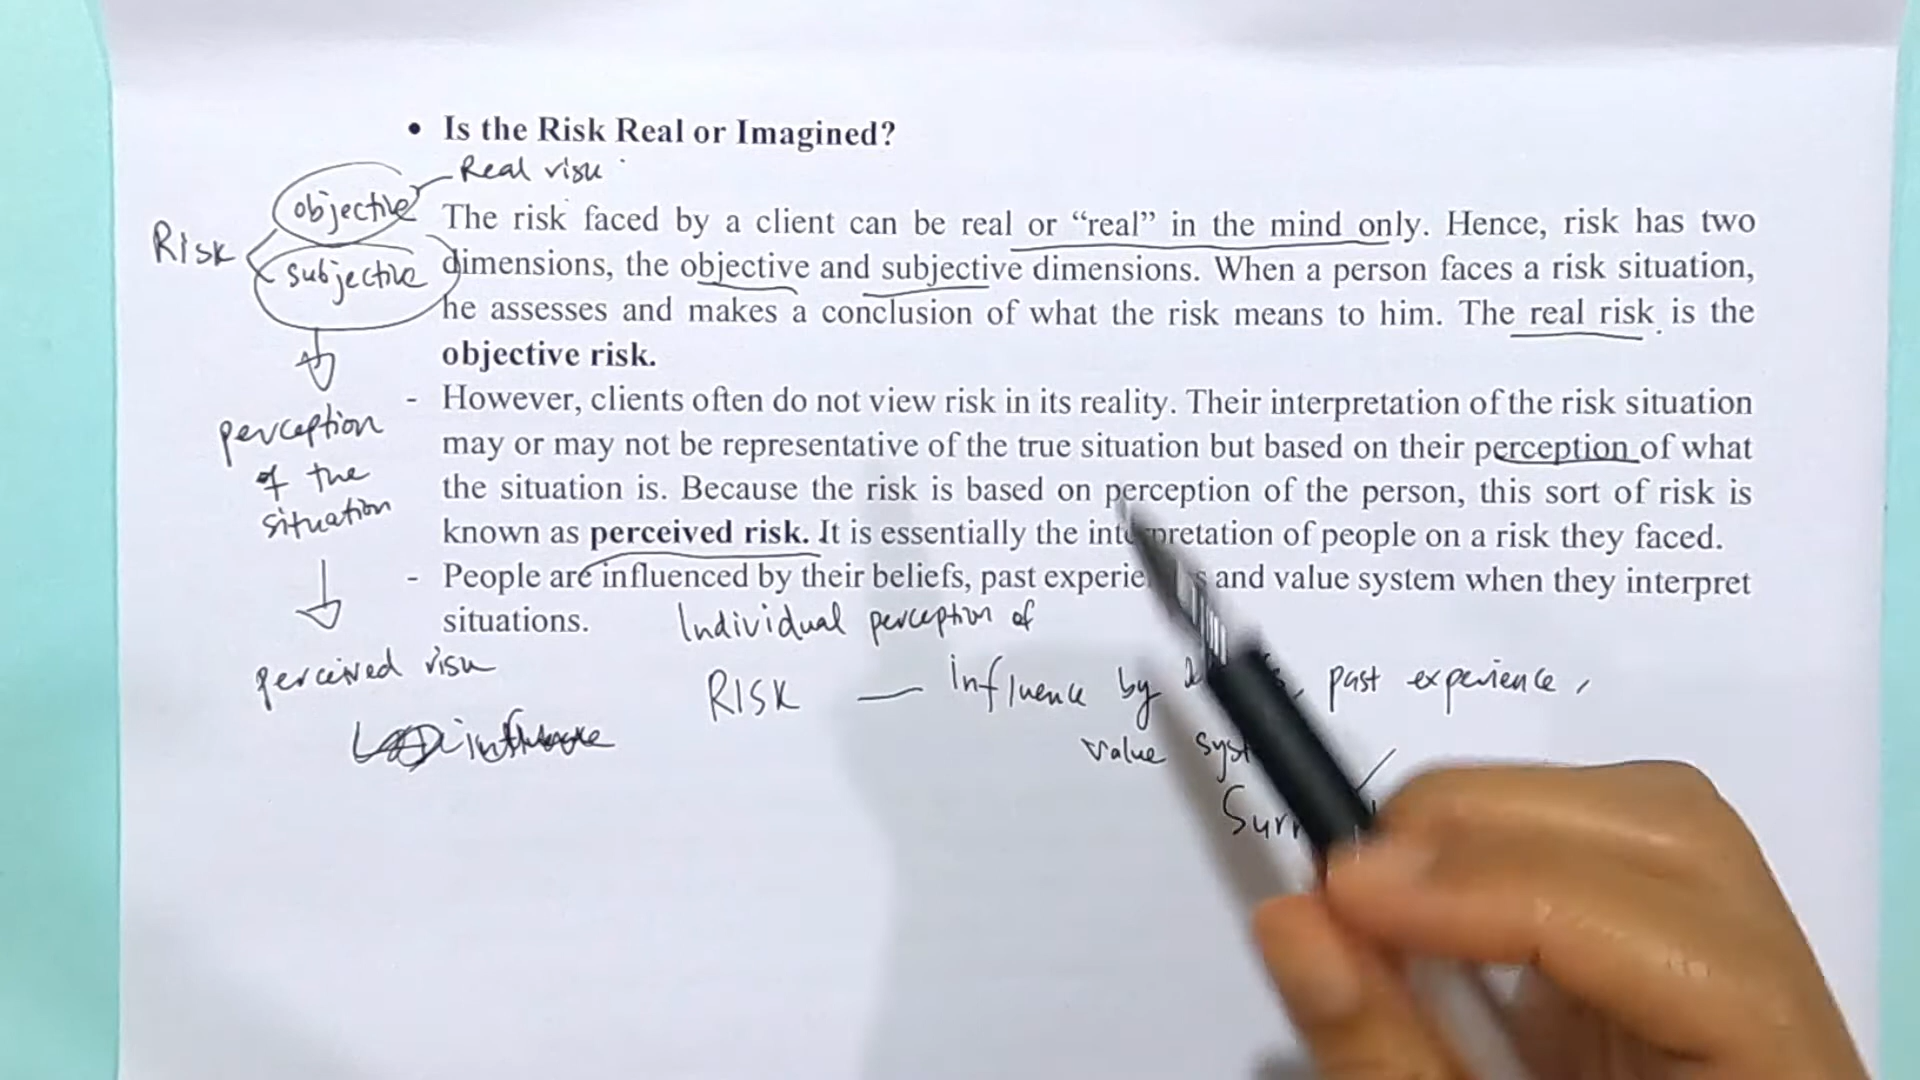 • Is the Risk Real or Imagined?
Real risk
objective
Risk
subjective
The risk faced by a client can be real or “real” in the mind only. Hence, risk has two
dimensions, the objective and subjective dimensions. When a person faces a risk situation,
he assesses and makes a conclusion of what the risk means to him. The real risk is the
objective risk.
- However, clients often do not view risk in its reality. Their interpretation of the risk situation
may or may not be representative of the true situation but based on their perception of what
the situation is. Because the risk is based on perception of the person, this sort of risk is
known as perceived risk. It is essentially the interpretation of people on a risk they faced.
- People are influenced by their beliefs, past and value system when they interpret
situations.
perception
of the
situation
perceived risk
Individual perception of
RISK — Influence by past experience,
value